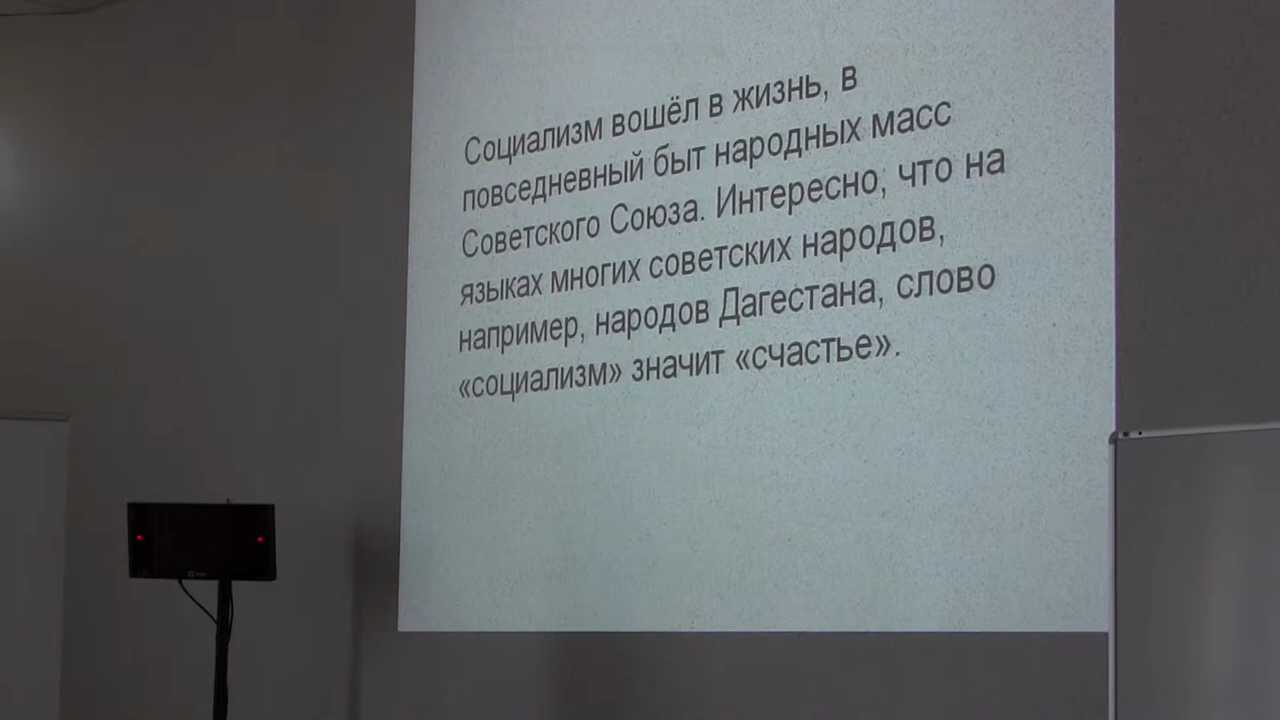 Социализм вошёл в жизнь, в
повседневный быт народных масс
Советского Союза. Интересно, что на
языках многих советских народов,
например, народов Дагестана, слово
«социализм» значит «счастье».